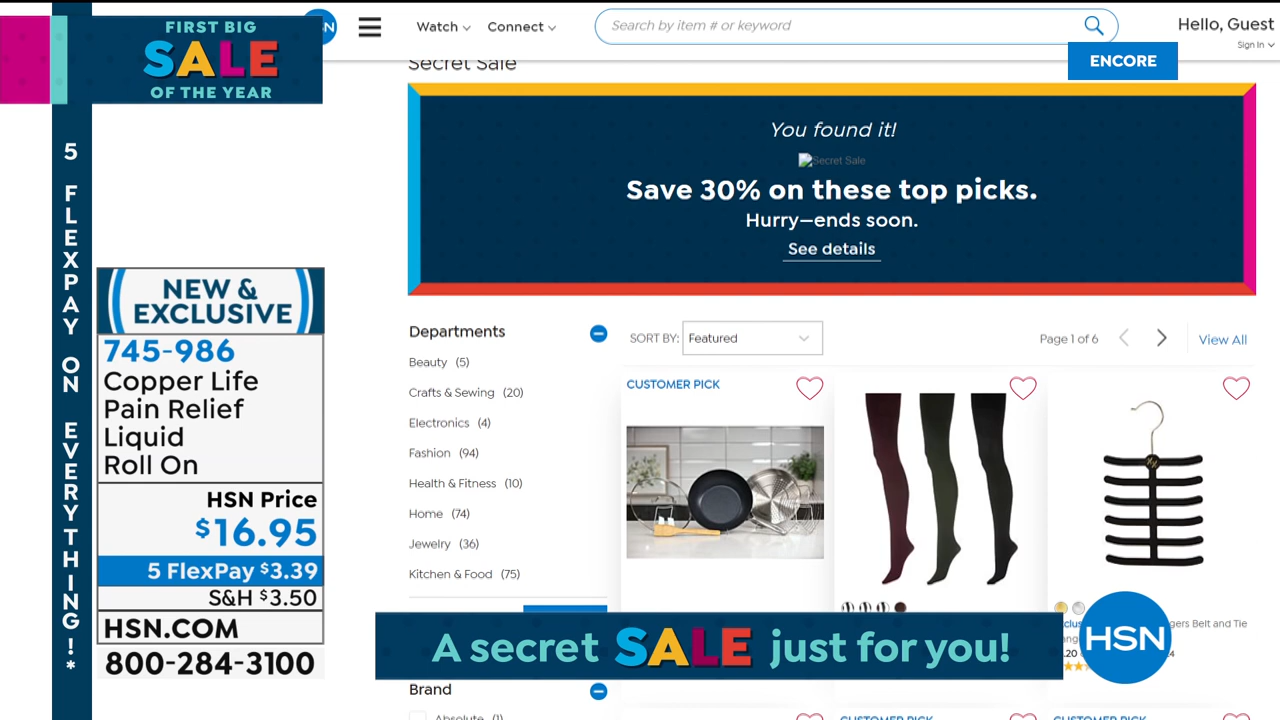 FIRST BIG
SALE
OF THE YEAR
5 FLEXPAY ON EVERYTHING!*
NEW &
EXCLUSIVE
745-986
Copper Life
Pain Relief
Liquid
Roll On
HSN Price
$16.95
5 FlexPay $3.39
S&H $3.50
HSN.COM
800-284-3100
Watch
Connect
Search by item # or keyword
Hello, Guest
Sign In
ENCORE
Secret Sale
You found it!
Secret Sale
Save 30% on these top picks.
Hurry—ends soon.
See details
Departments
Beauty (5)
Crafts & Sewing (20)
Electronics (4)
Fashion (94)
Health & Fitness (10)
Home (74)
Jewelry (36)
Kitchen & Food (75)
Brand
Absolute (1)
SORT BY: Featured
Page 1 of 6
View All
CUSTOMER PICK
Belt and Tie
A secret SALE just for you!
HSN
CUSTOMER PICK
CUSTOMER PICK